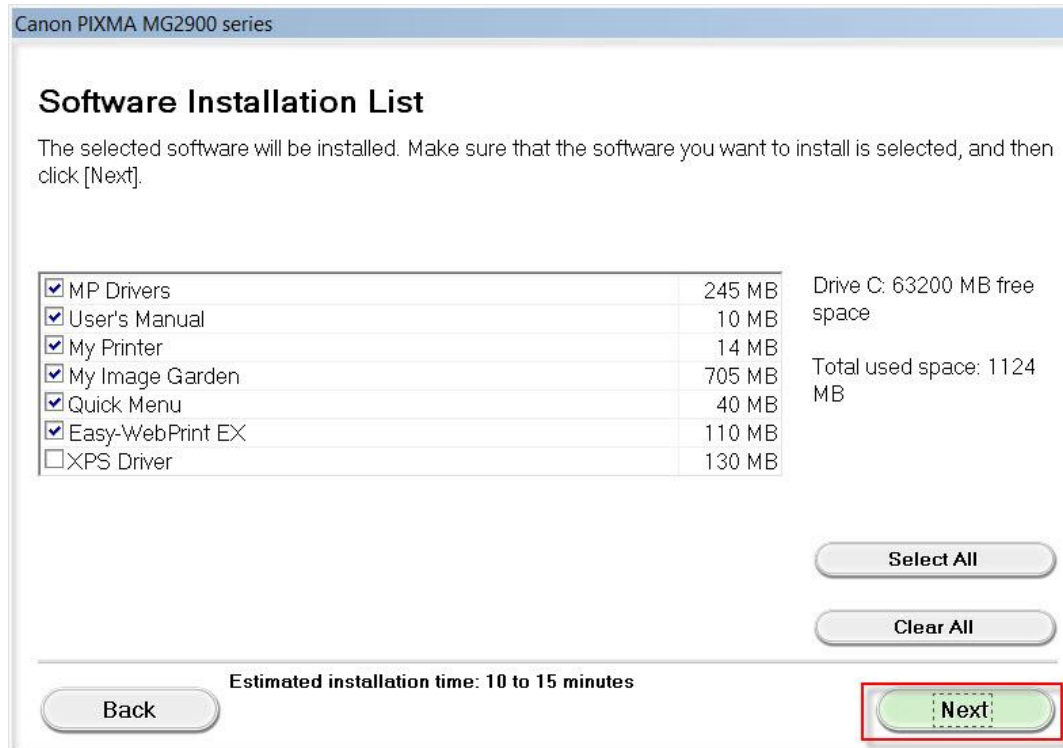 Canon PIXMA MG2900 series
Software Installation List
The selected software will be installed. Make sure that the software you want to install is selected, and then
click [Next].
MP Drivers 245 MB
User's Manual 10 MB
My Printer 14 MB
My Image Garden 705 MB
Quick Menu 40 MB
Easy-WebPrint EX 110 MB
XPS Driver 130 MB
Drive C: 63200 MB free
space
Total used space: 1124
MB
Select All
Clear All
Estimated installation time: 10 to 15 minutes
Back
Next